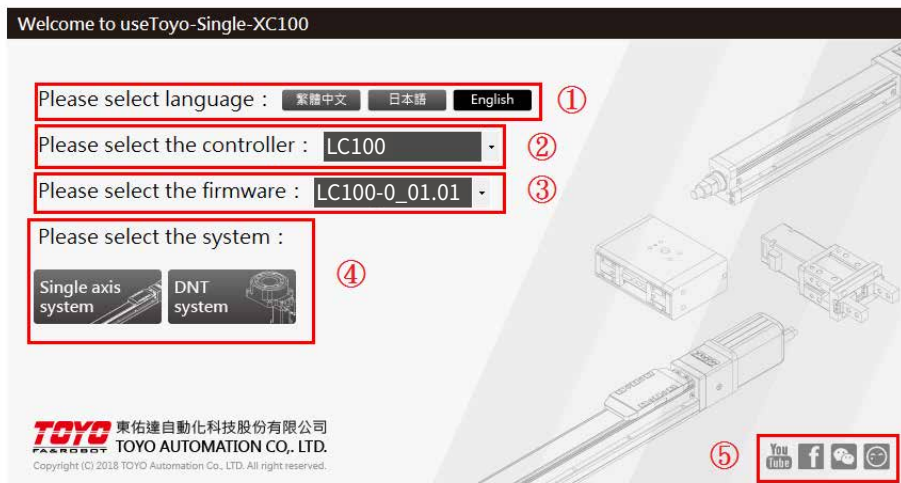 Welcome to useToyo-Single-XC100
Please select language : 繁體中文 日本語 English ①
Please select the controller : LC100 ②
Please select the firmware : LC100-0_01.01 ③
Please select the system :
④
Single axis system
DNT system
TOYO
FA&ROBOT
東佑達自動化科技股份有限公司
TOYO AUTOMATION CO,. LTD.
Copyright (C) 2018 TOYO Automation Co., LTD. All right reserved.
⑤ You Tube f